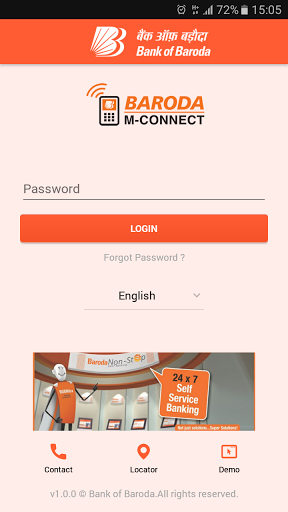 72% 15:05
बैंक ऑफ़ बड़ौदा
Bank of Baroda
BARODA
M-CONNECT
Password
LOGIN
Forgot Password ?
English
Baroda Non-Stop
24 x 7
Self
Service
Banking
Not just solutions... Super Solutions!
Contact
Locator
Demo
v1.0.0 © Bank of Baroda.All rights reserved.